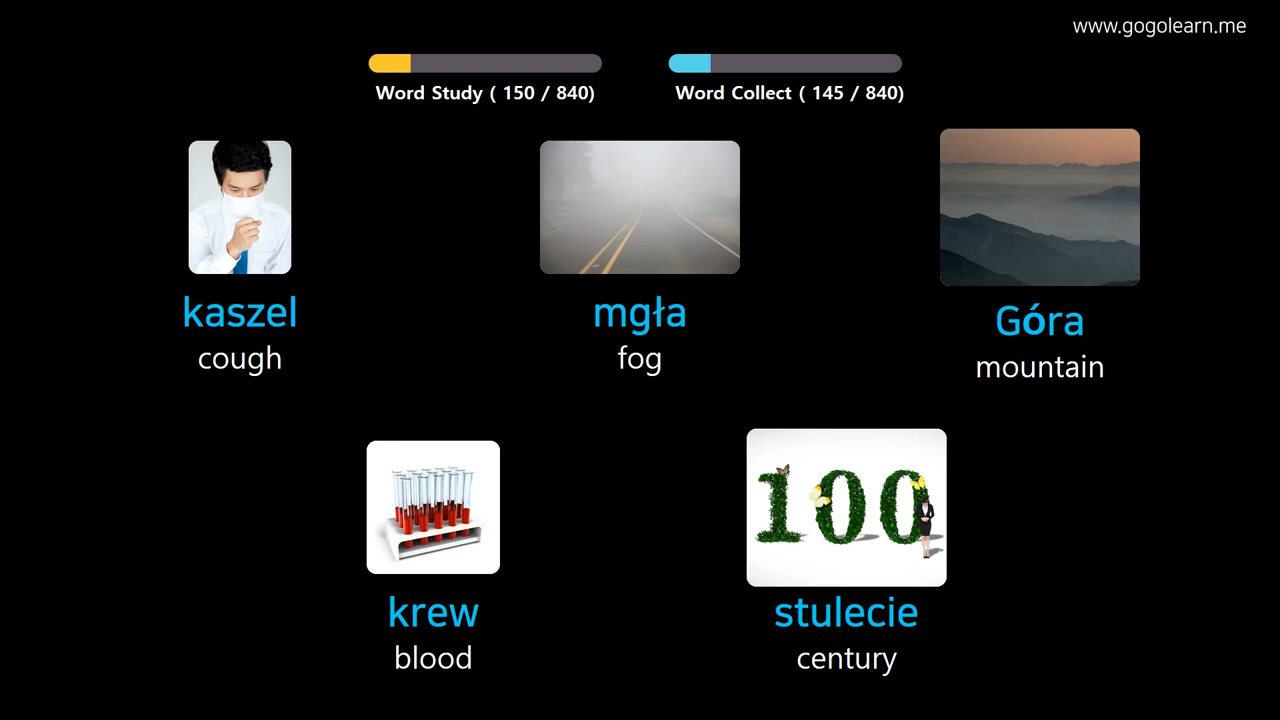 www.gogolearn.me
Word Study ( 150 / 840)
Word Collect ( 145 / 840)
kaszel
cough
mgła
fog
Góra
mountain
krew
blood
100
stulecie
century